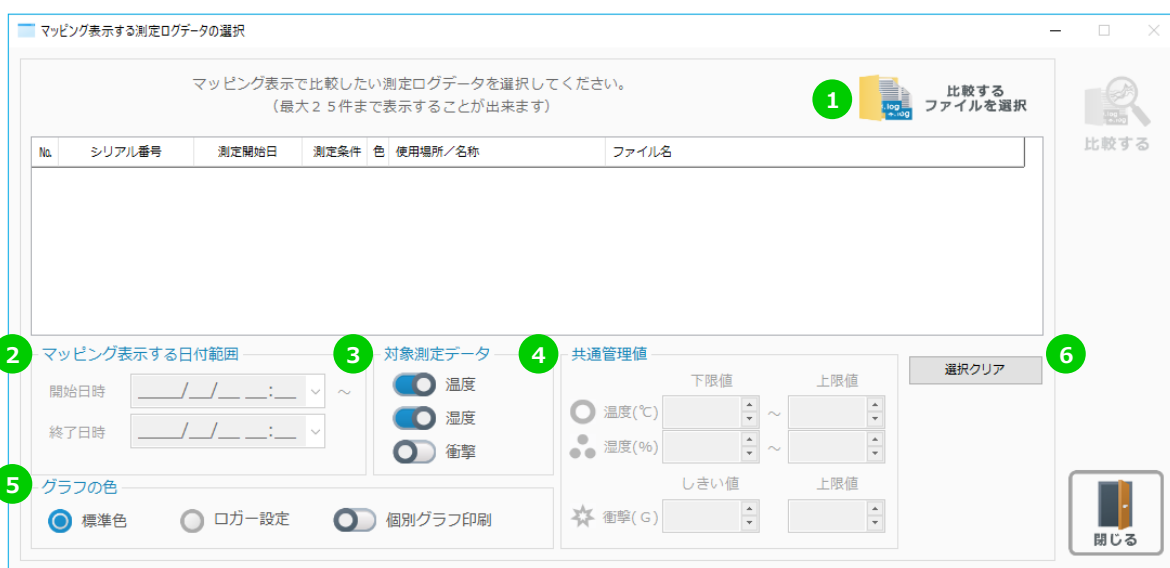 マッピング表示する測定ログデータの選択
マッピング表示で比較したい測定ログデータを選択してください。
(最大25件まで表示することが出来ます)
1
.log
.log
比較する
ファイルを選択
比較する
No. シリアル番号 測定開始日 測定条件 色 使用場所/名称 ファイル名
2 マッピング表示する日付範囲
開始日時 ____/__/__ __:__ ~
終了日時 ____/__/__ __:__
3 対象測定データ
温度
湿度
衝撃
4 共通管理値
下限値 上限値
温度(℃) ~
湿度(%) ~
しきい値 上限値
衝撃(G)
選択クリア 6
5 グラフの色
標準色 ロガー設定 個別グラフ印刷
閉じる